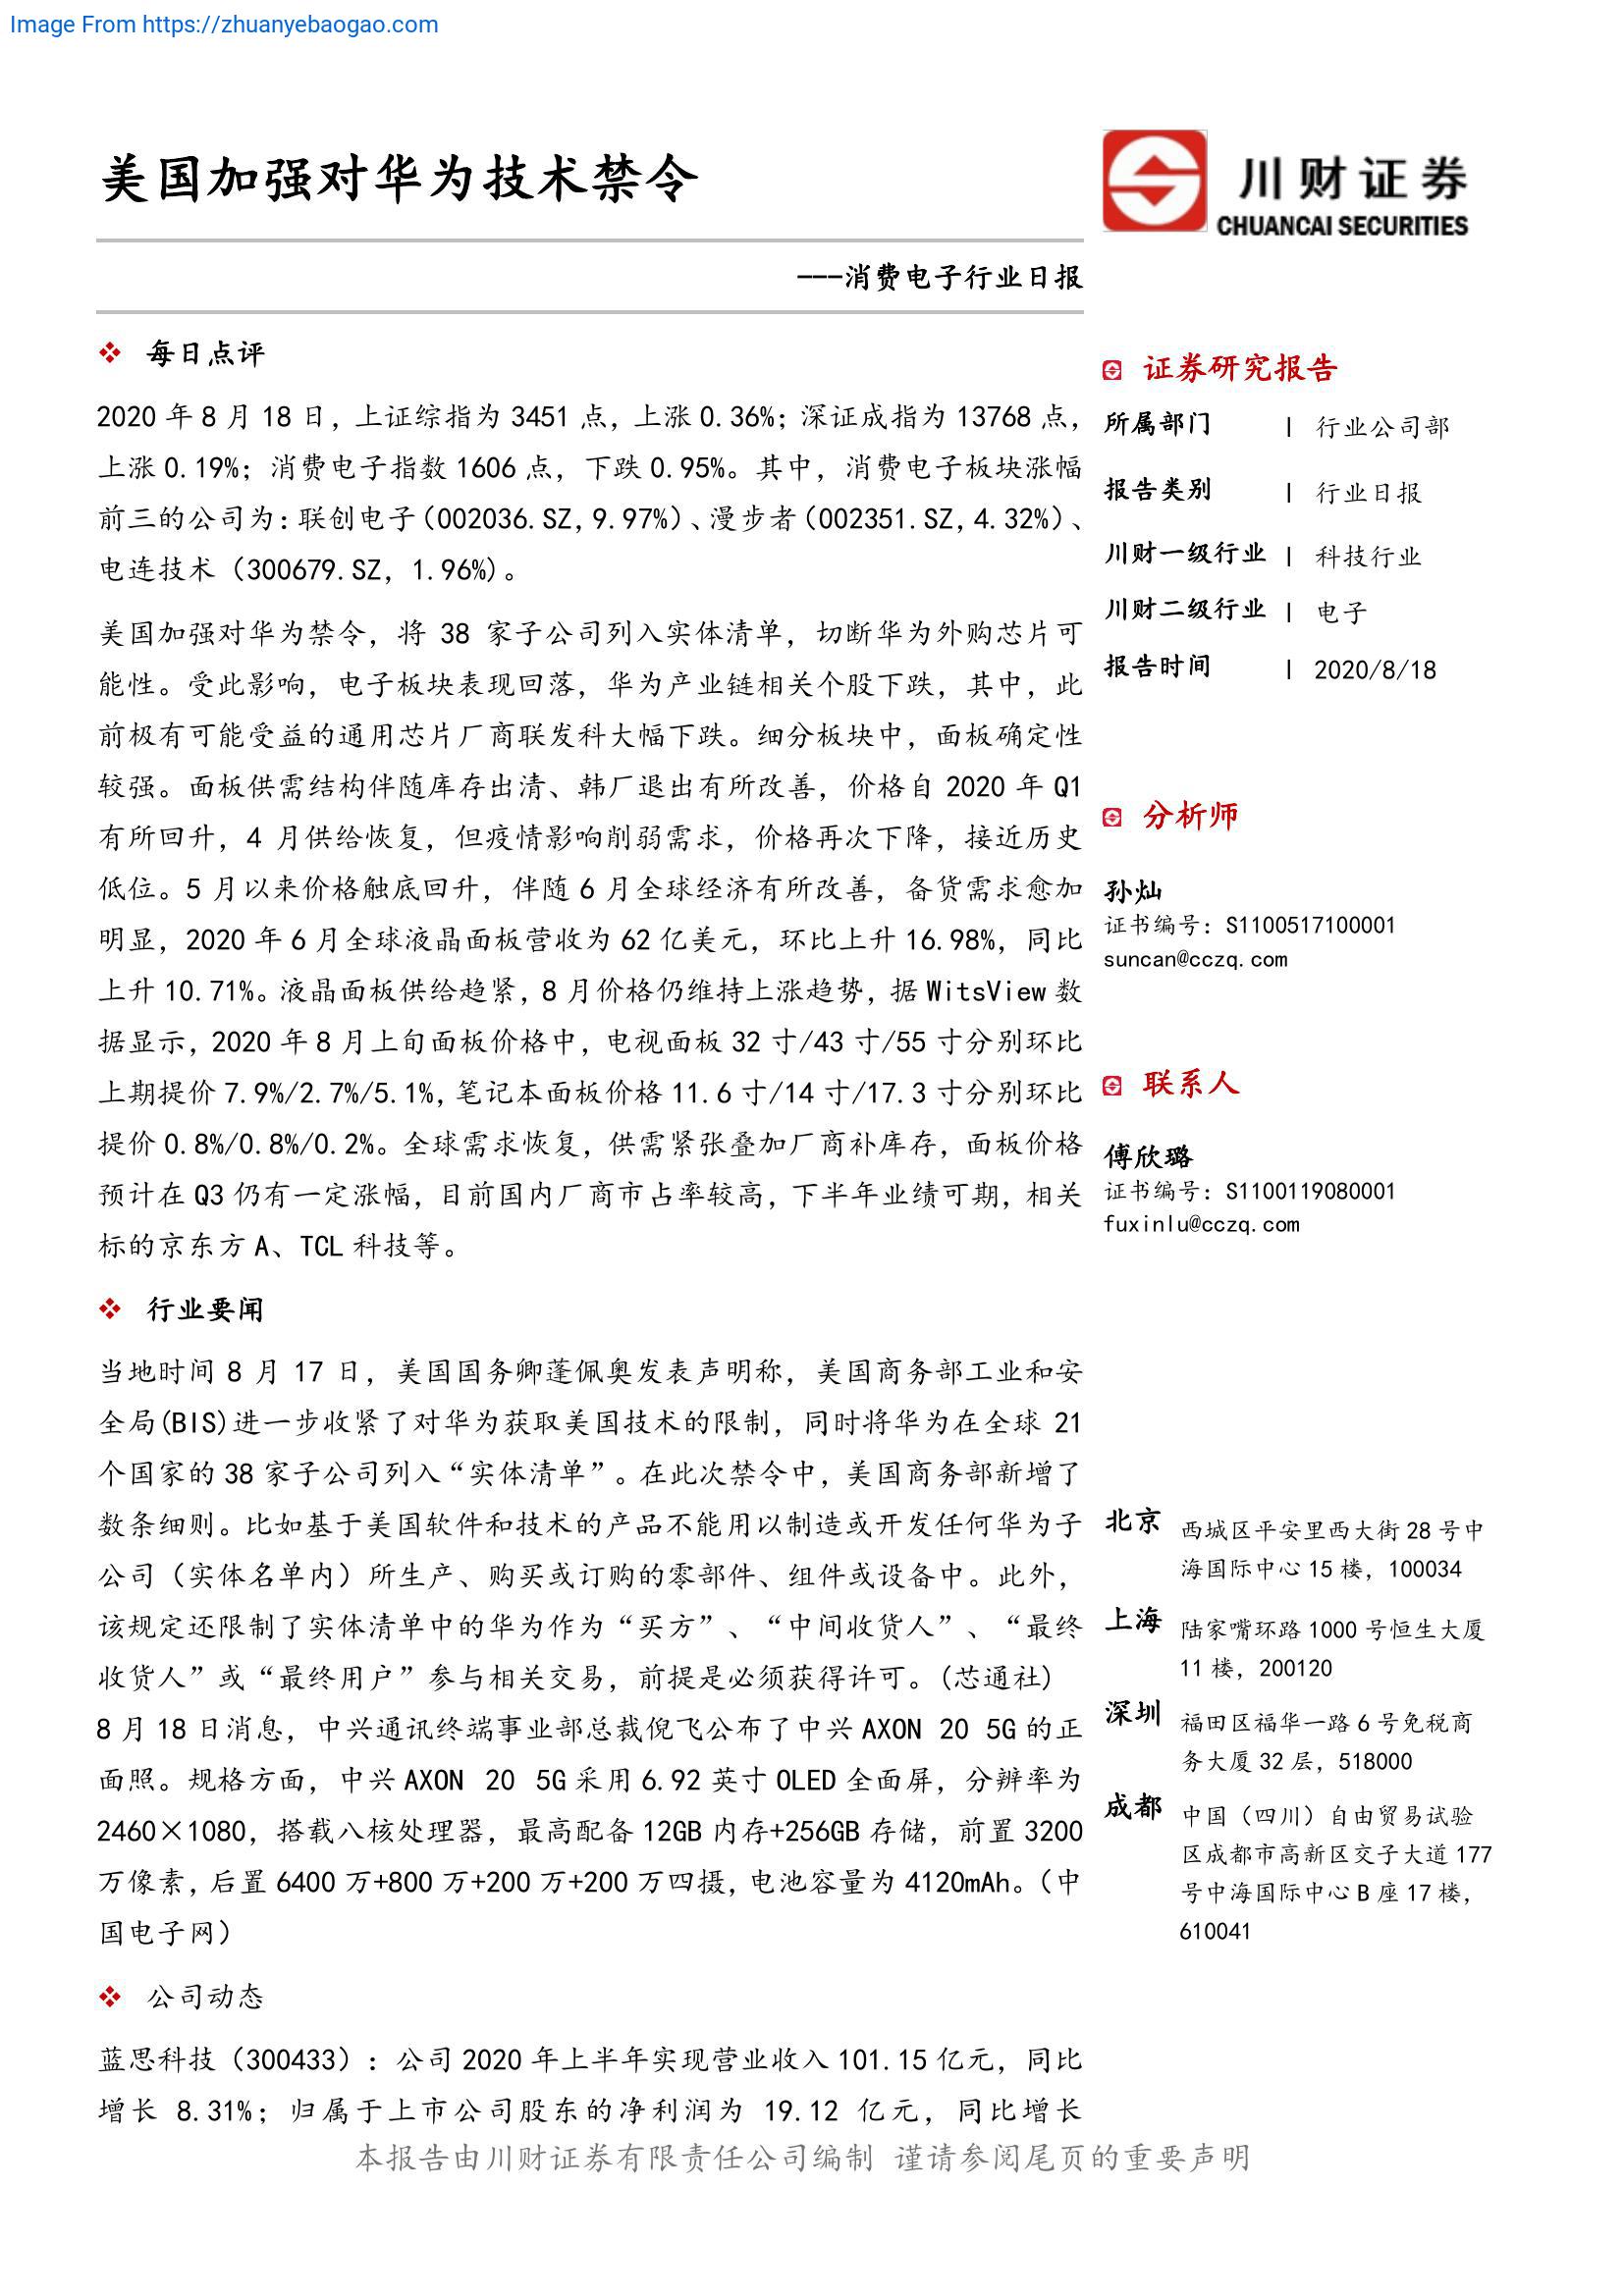 Image From https://zhuanyebaogao.com
美国加强对华为技术禁令
川财证券
CHUANCAI SECURITIES
---消费电子行业日报
每日点评
2020 年 8 月 18 日，上证综指为 3451 点，上涨 0.36%；深证成指为 13768 点，
上涨 0.19%；消费电子指数 1606 点，下跌 0.95%。其中，消费电子板块涨幅
前三的公司为：联创电子（002036.SZ，9.97%）、漫步者（002351.SZ，4.32%）、
电连技术（300679.SZ，1.96%)。
美国加强对华为禁令，将 38 家子公司列入实体清单，切断华为外购芯片可
能性。受此影响，电子板块表现回落，华为产业链相关个股下跌，其中，此
前极有可能受益的通用芯片厂商联发科大幅下跌。细分板块中，面板确定性
较强。面板供需结构伴随库存出清、韩厂退出有所改善，价格自 2020 年 Q1
有所回升，4 月供给恢复，但疫情影响削弱需求，价格再次下降，接近历史
低位。5 月以来价格触底回升，伴随 6 月全球经济有所改善，备货需求愈加
明显，2020 年 6 月全球液晶面板营收为 62 亿美元，环比上升 16.98%，同比
上升 10.71%。液晶面板供给趋紧，8 月价格仍维持上涨趋势，据 WitsView 数
据显示，2020 年 8 月上旬面板价格中，电视面板 32 寸/43 寸/55 寸分别环比
上期提价 7.9%/2.7%/5.1%，笔记本面板价格 11.6 寸/14 寸/17.3 寸分别环比
提价 0.8%/0.8%/0.2%。全球需求恢复，供需紧张叠加厂商补库存，面板价格
预计在 Q3 仍有一定涨幅，目前国内厂商市占率较高，下半年业绩可期，相关
标的京东方 A、TCL 科技等。
行业要闻
当地时间 8 月 17 日，美国国务卿蓬佩奥发表声明称，美国商务部工业和安
全局(BIS)进一步收紧了对华为获取美国技术的限制，同时将华为在全球 21
个国家的 38 家子公司列入“实体清单”。在此次禁令中，美国商务部新增了
数条细则。比如基于美国软件和技术的产品不能用以制造或开发任何华为子
公司（实体名单内）所生产、购买或订购的零部件、组件或设备中。此外，
该规定还限制了实体清单中的华为作为“买方”、“中间收货人”、“最终
收货人”或“最终用户”参与相关交易，前提是必须获得许可。(芯通社)
8 月 18 日消息，中兴通讯终端事业部总裁倪飞公布了中兴 AXON 20 5G 的正
面照。规格方面，中兴 AXON 20 5G 采用 6.92 英寸 OLED 全面屏，分辨率为
2460×1080，搭载八核处理器，最高配备 12GB 内存+256GB 存储，前置 3200
万像素，后置 6400 万+800 万+200 万+200 万四摄，电池容量为 4120mAh。（中
国电子网）
公司动态
蓝思科技（300433）：公司 2020 年上半年实现营业收入 101.15 亿元，同比
增长 8.31%；归属于上市公司股东的净利润为 19.12 亿元，同比增长
证券研究报告
所属部门 | 行业公司部
报告类别 | 行业日报
川财一级行业 | 科技行业
川财二级行业 | 电子
报告时间 | 2020/8/18
分析师
孙灿
证书编号：S1100517100001
suncan@cczq.com
联系人
傅欣璐
证书编号：S1100119080001
fuxinlu@cczq.com
北京 西城区平安里西大街 28 号中
海国际中心 15 楼，100034
上海 陆家嘴环路 1000 号恒生大厦
11 楼，200120
深圳 福田区福华一路 6 号免税商
务大厦 32 层，518000
成都 中国（四川）自由贸易试验
区成都市高新区交子大道 177
号中海国际中心 B 座 17 楼，
610041
本报告由川财证券有限责任公司编制 谨请参阅尾页的重要声明